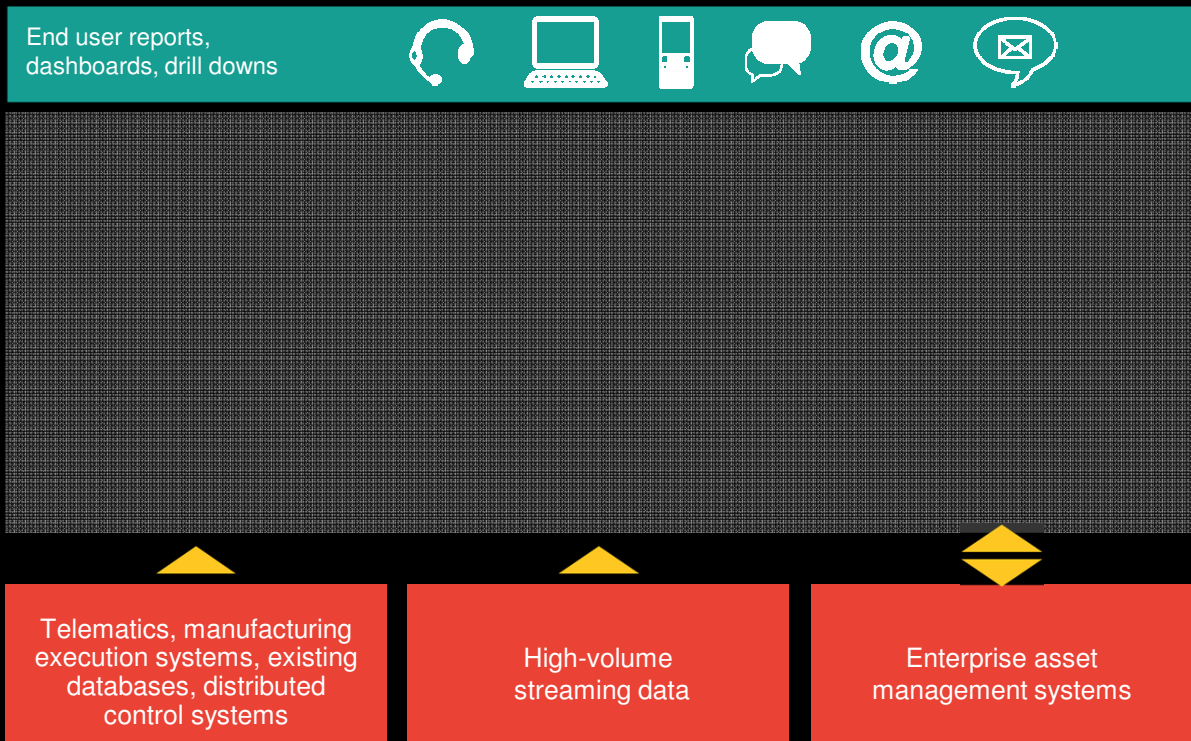 End user reports,
dashboards, drill downs
@
Telematics, manufacturing
execution systems, existing
databases, distributed
control systems
High-volume
streaming data
Enterprise asset
management systems